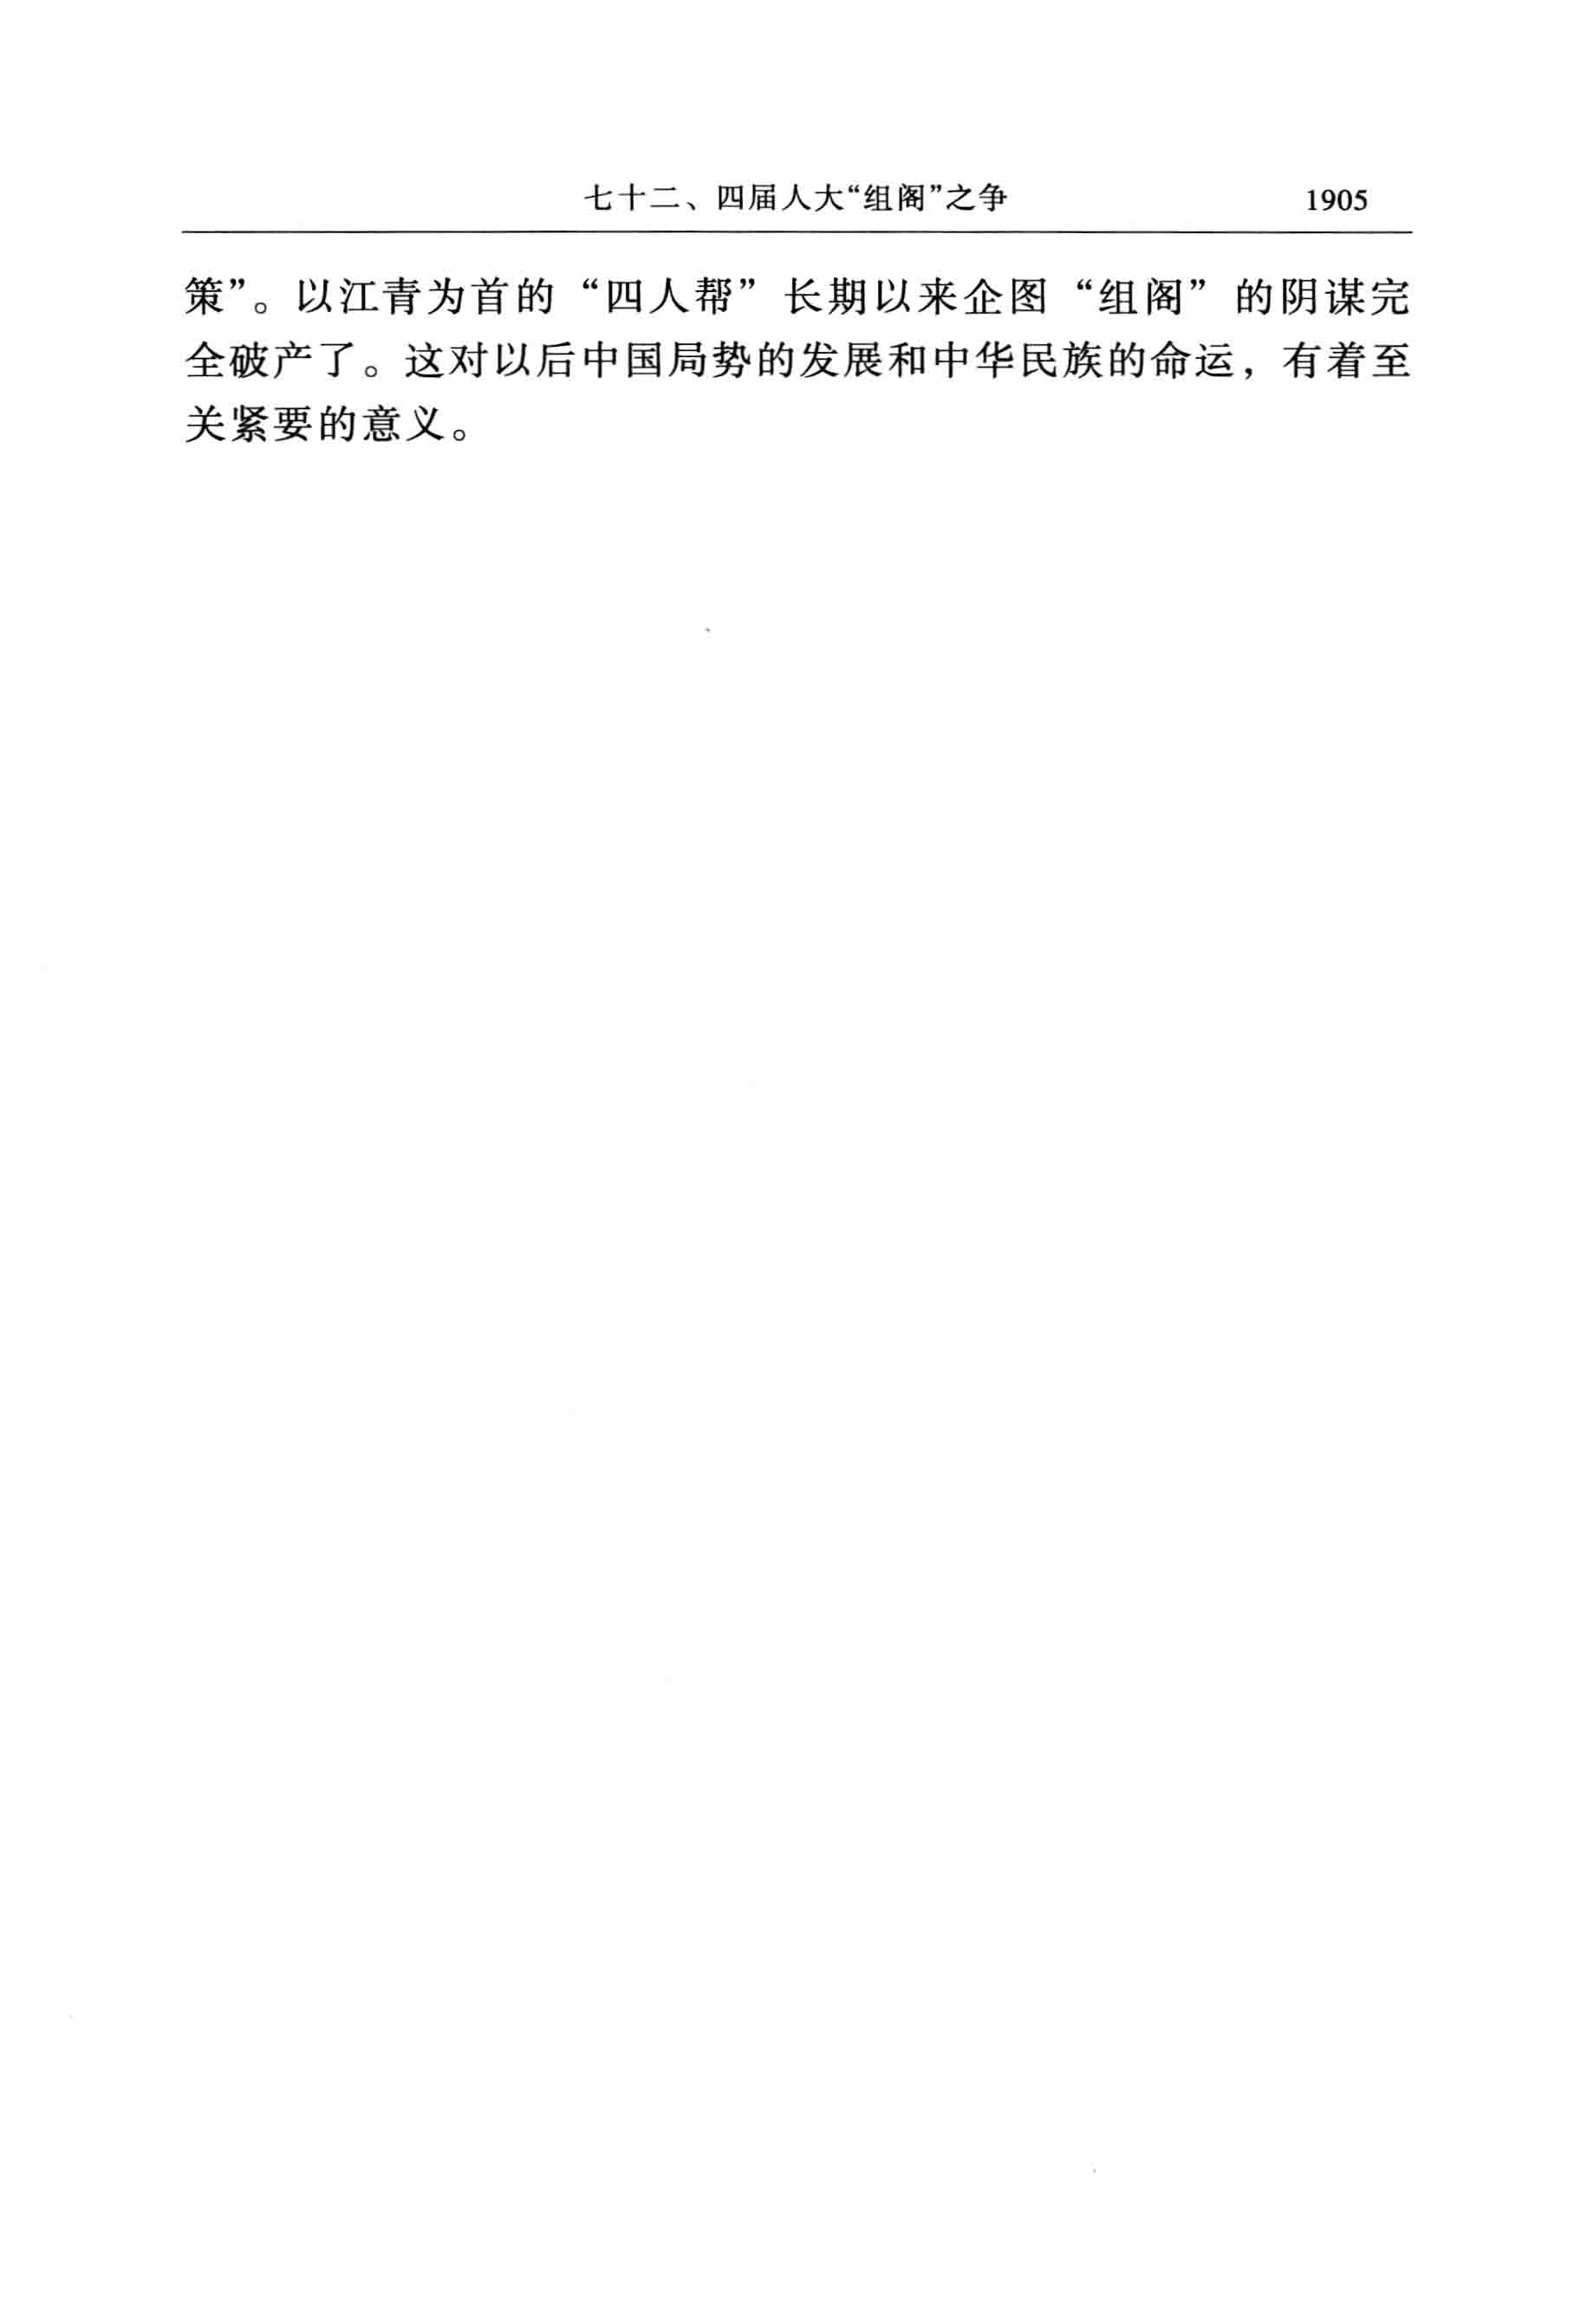 七十二、四届人大“组阁”之争 1905
策”。以江青为首的“四人帮”长期以来企图“组阁”的阴谋完
全破产了。这对以后中国局势的发展和中华民族的命运，有着至
关紧要的意义。